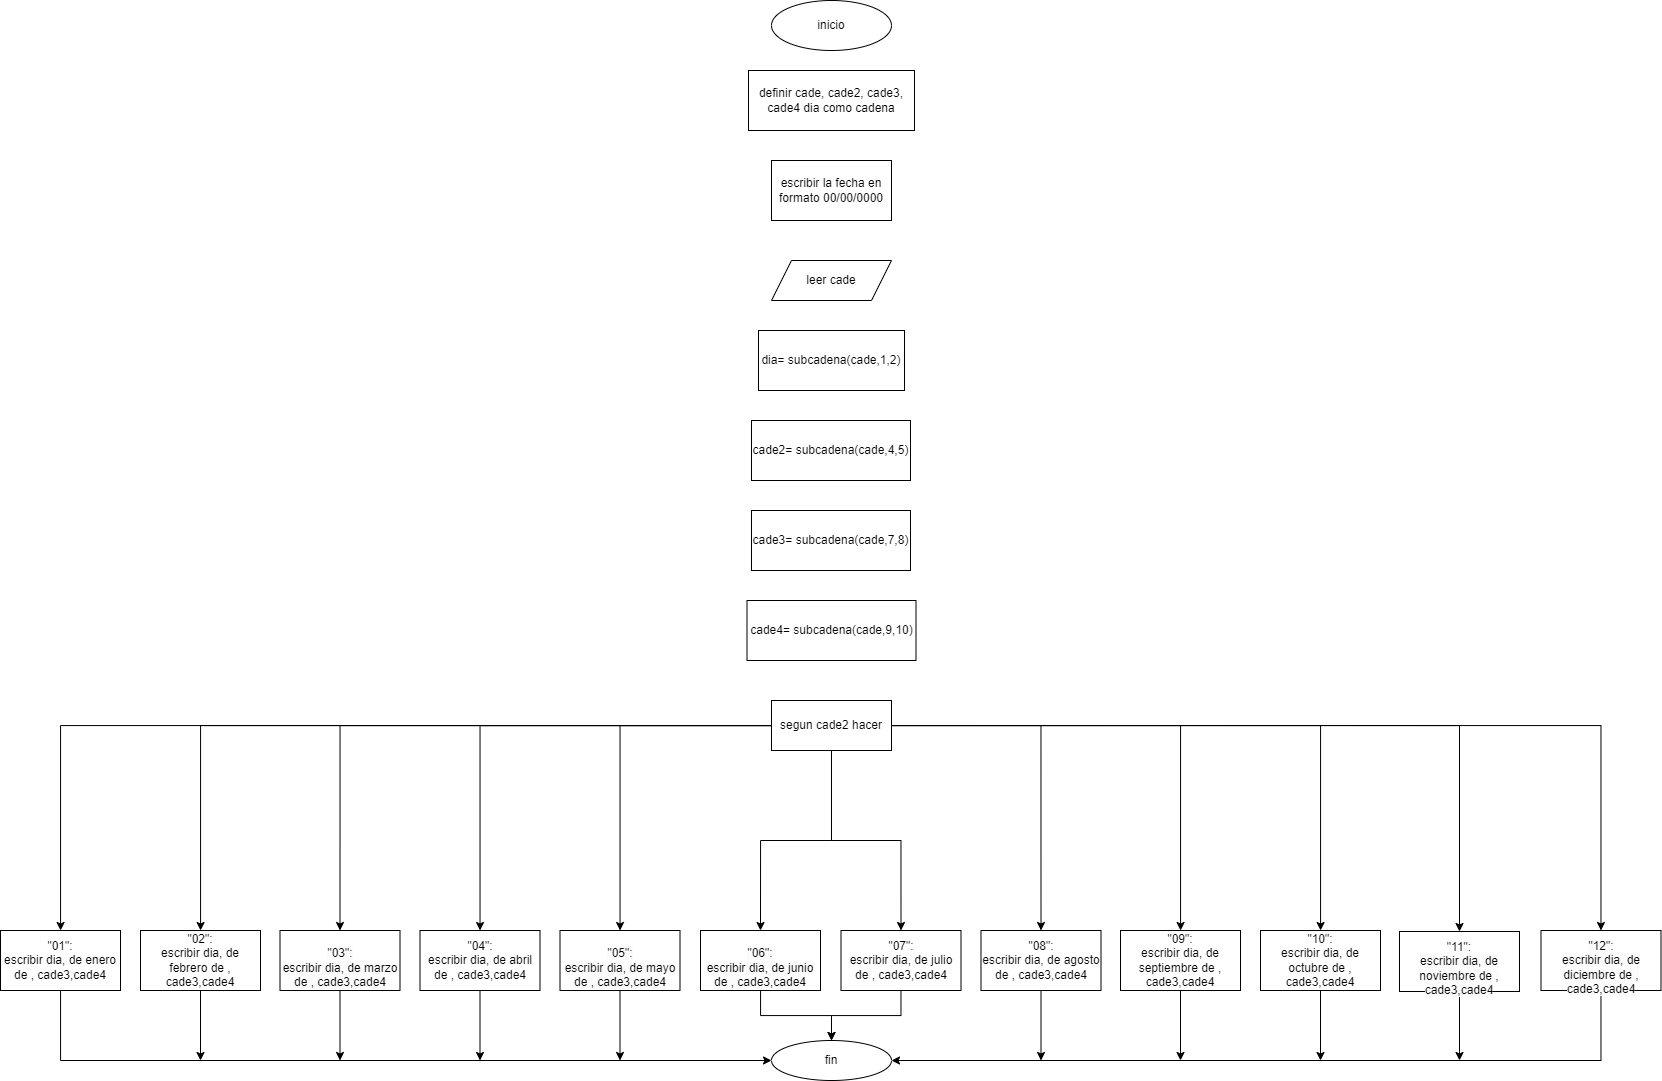 inicio
definir cade, cade2, cade3,
cade4 dia como cadena
escribir la fecha en
formato 00/00/0000
leer cade
dia= subcadena(cade,1,2)
cade2= subcadena(cade,4,5)
cade3= subcadena(cade,7,8)
cade4= subcadena(cade,9,10)
segun cade2 hacer
"01":
escribir dia, de enero
de , cade3,cade4
"02":
escribir dia, de
febrero de ,
cade3,cade4
"03":
escribir dia, de marzo
de , cade3,cade4
"04":
escribir dia, de abril
de , cade3,cade4
"05":
escribir dia, de mayo
de , cade3,cade4
"06":
escribir dia, de junio
de , cade3,cade4
"07":
escribir dia, de julio
de , cade3,cade4
"08":
escribir dia, de agosto
de , cade3,cade4
"09":
escribir dia, de
septiembre de ,
cade3,cade4
"10":
escribir dia, de
octubre de ,
cade3,cade4
"11":
escribir dia, de
noviembre de ,
cade3,cade4
"12":
escribir dia, de
diciembre de ,
cade3,cade4
fin